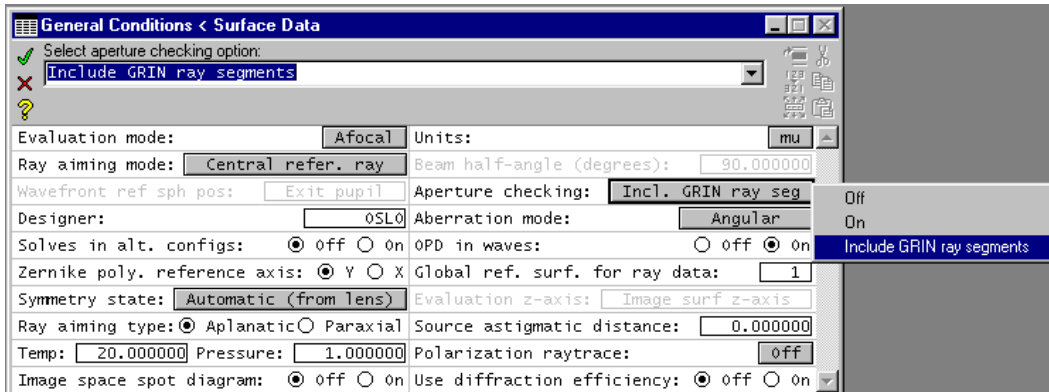 General Conditions < Surface Data
Select aperture checking option:
Include GRIN ray segments
Evaluation mode: Afocal Units: mu
Ray aiming mode: Central refer. ray Beam half-angle (degrees): 90.000000
Wavefront ref sph pos: Exit pupil Aperture checking: Incl. GRIN ray seg
Off
Designer: OSLO Aberration mode: Angular
On
Solves in alt. configs: Off On OPD in waves: Off On
Include GRIN ray segments
Zernike poly. reference axis: Y X Global ref. surf. for ray data: 1
Symmetry state: Automatic (from lens) Evaluation z-axis: Image surf z-axis
Ray aiming type: Aplanatic Paraxial Source astigmatic distance: 0.000000
Temp: 20.000000 Pressure: 1.000000 Polarization raytrace: Off
Image space spot diagram: Off On Use diffraction efficiency: Off On